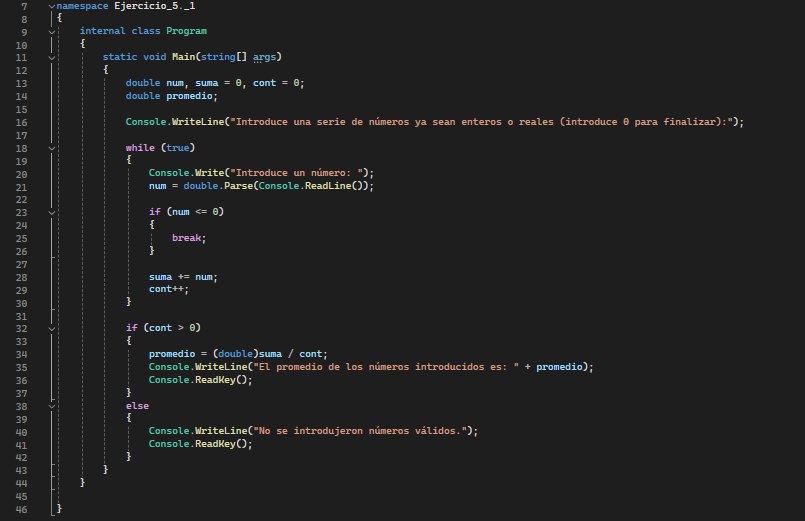 7 namespace Ejercicio_5._1
8 {
9 internal class Program
10 {
11 static void Main(string[] args)
12 {
13 double num, suma = 0, cont = 0;
14 double promedio;
15
16 Console.WriteLine("Introduce una serie de números ya sean enteros o reales (introduce 0 para finalizar):");
17
18 while (true)
19 {
20 Console.Write("Introduce un número: ");
21 num = double.Parse(Console.ReadLine());
22
23 if (num <= 0)
24 {
25 break;
26 }
27
28 suma += num;
29 cont++;
30 }
31
32 if (cont > 0)
33 {
34 promedio = (double)suma / cont;
35 Console.WriteLine("El promedio de los números introducidos es: " + promedio);
36 Console.ReadKey();
37 }
38 else
39 {
40 Console.WriteLine("No se introdujeron números válidos.");
41 Console.ReadKey();
42 }
43 }
44 }
45
46 }